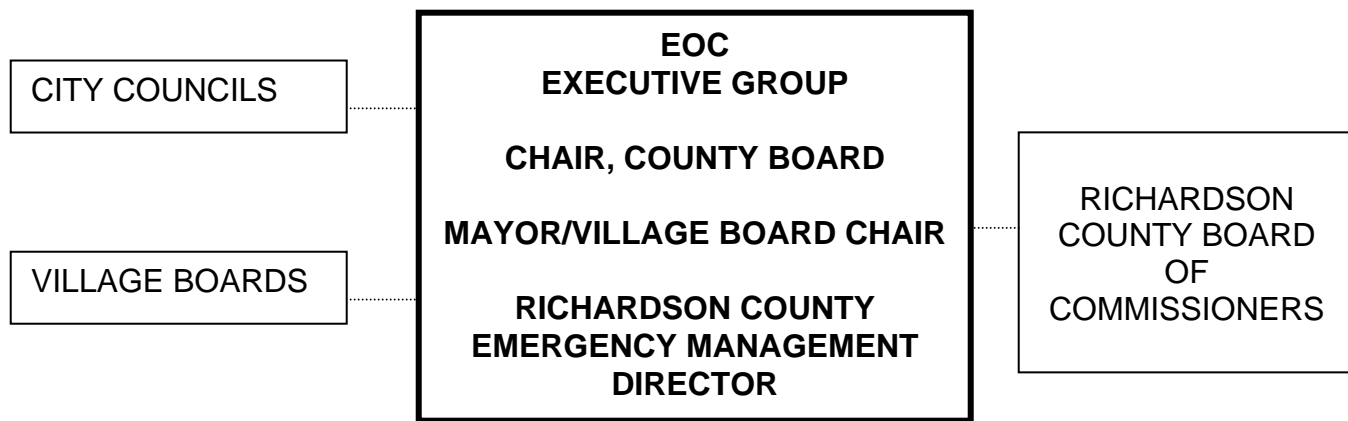 CITY COUNCILS
VILLAGE BOARDS
EOC
EXECUTIVE GROUP
CHAIR, COUNTY BOARD
MAYOR/VILLAGE BOARD CHAIR
RICHARDSON COUNTY
EMERGENCY MANAGEMENT
DIRECTOR
RICHARDSON
COUNTY BOARD
OF
COMMISSIONERS